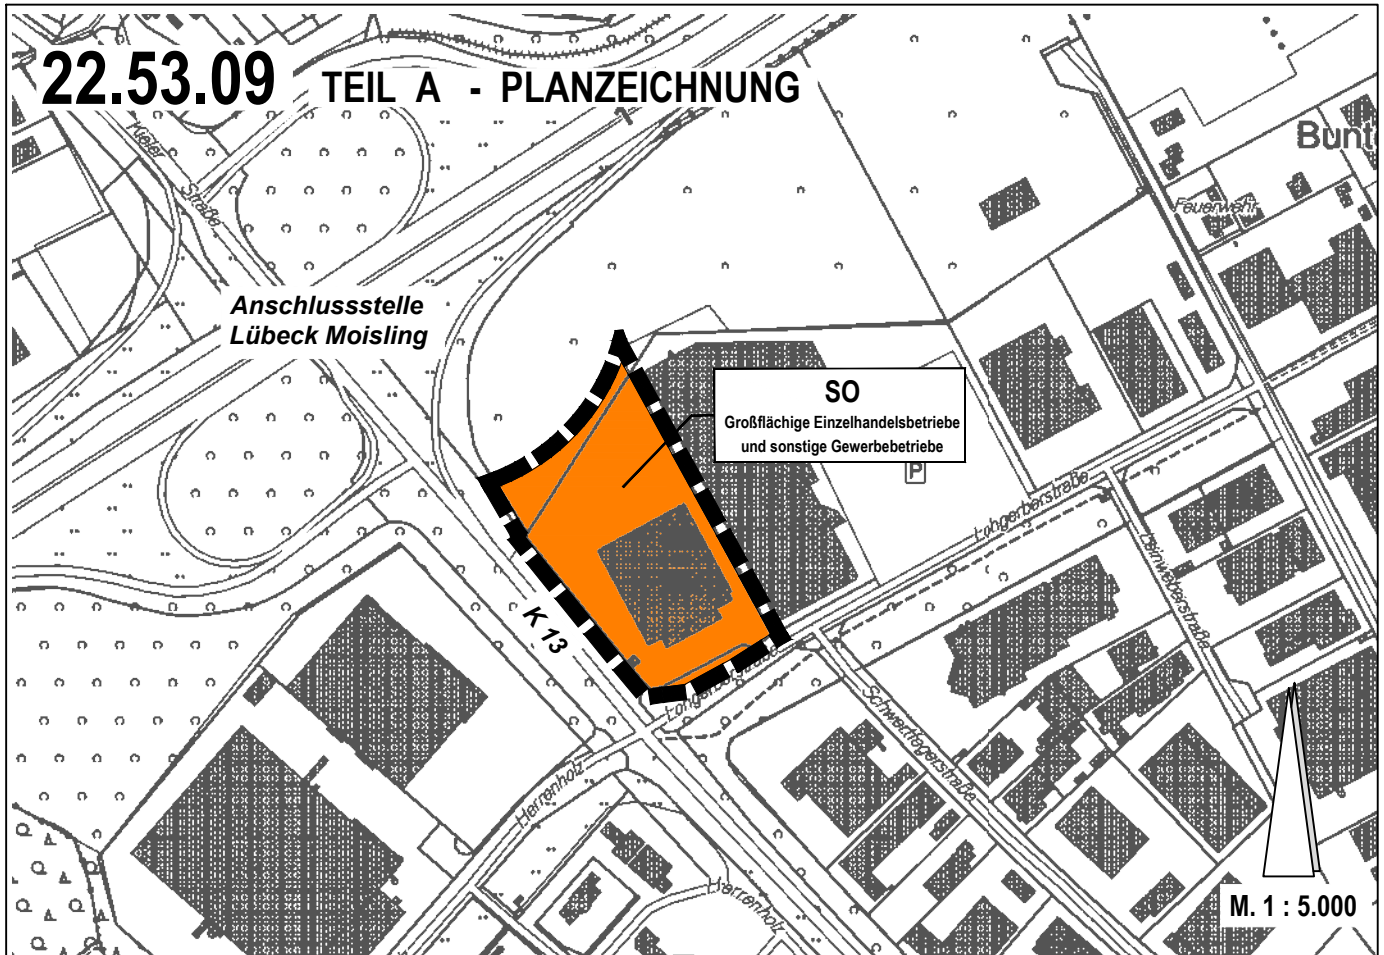 22.53.09 TEIL A - PLANZEICHNUNG
Kieler
Straße
Bunt
Feuerwehr
Anschlussstelle
Lübeck Moisling
SO
Großflächige Einzelhandelsbetriebe
und sonstige Gewerbebetriebe
P
Lohgerberstraße
Leinweberstraße
K 13
Lohgerberstraße
Schwertfegerstraße
Herrenholz
Herrenholz
M. 1 : 5.000